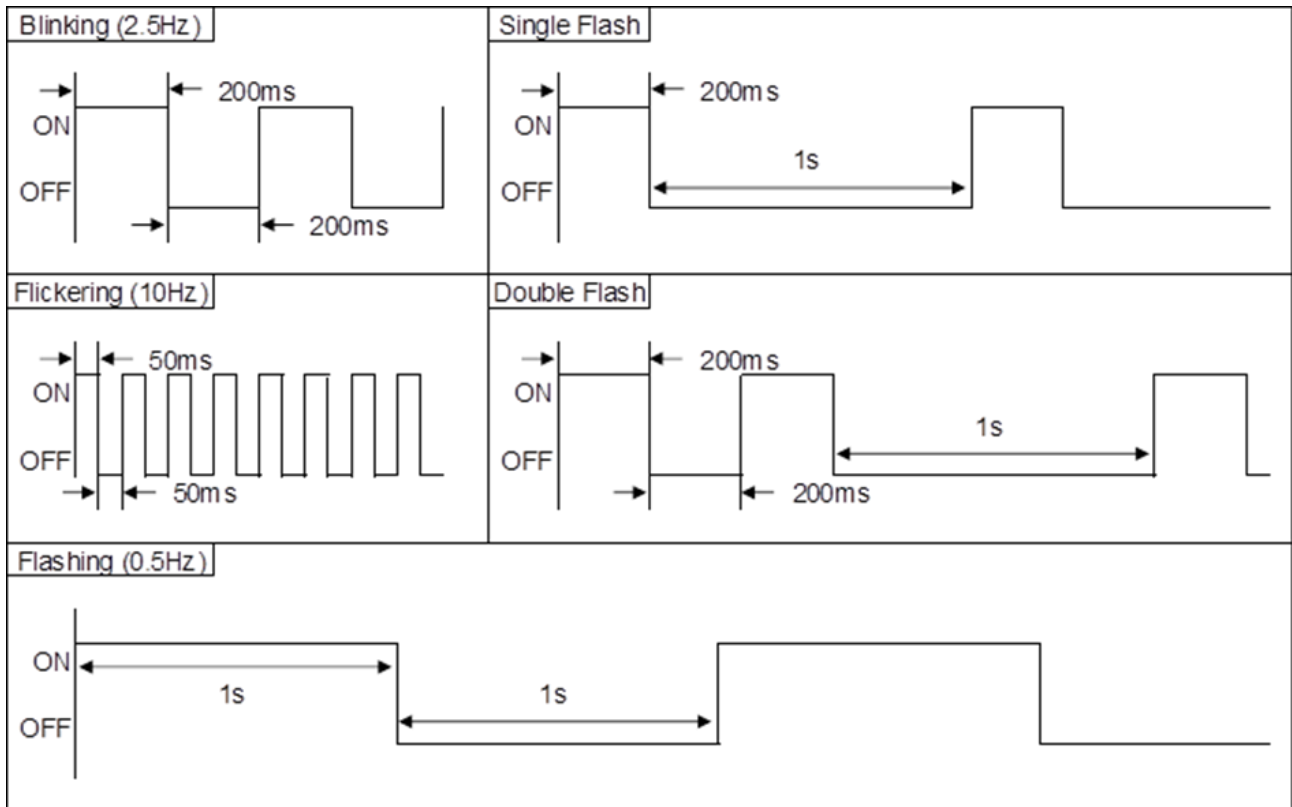 Blinking (2.5Hz)
200ms
ON
OFF
200ms
Single Flash
200ms
ON
1s
OFF
Flickering (10Hz)
50ms
ON
OFF
50ms
Double Flash
200ms
ON
1s
OFF
200ms
Flashing (0.5Hz)
ON
1s
1s
OFF